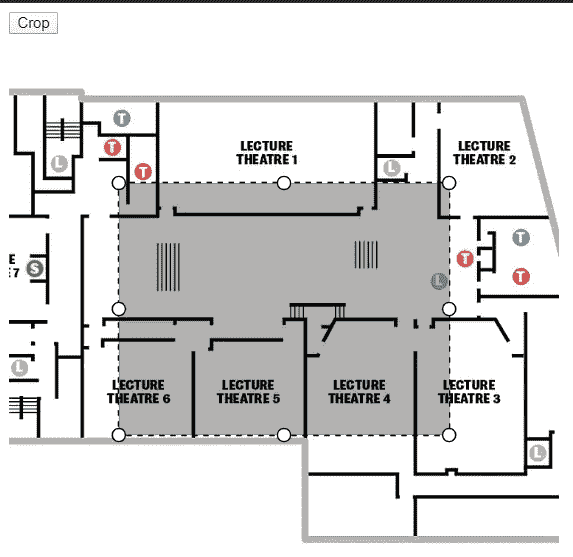 Crop
T
T
T
L
LECTURE
THEATRE 1
L
LECTURE
THEATRE 2
E
E 7
S
T
T
T
L
L
LECTURE
THEATRE 6
LECTURE
THEATRE 5
LECTURE
THEATRE 4
LECTURE
THEATRE 3
L